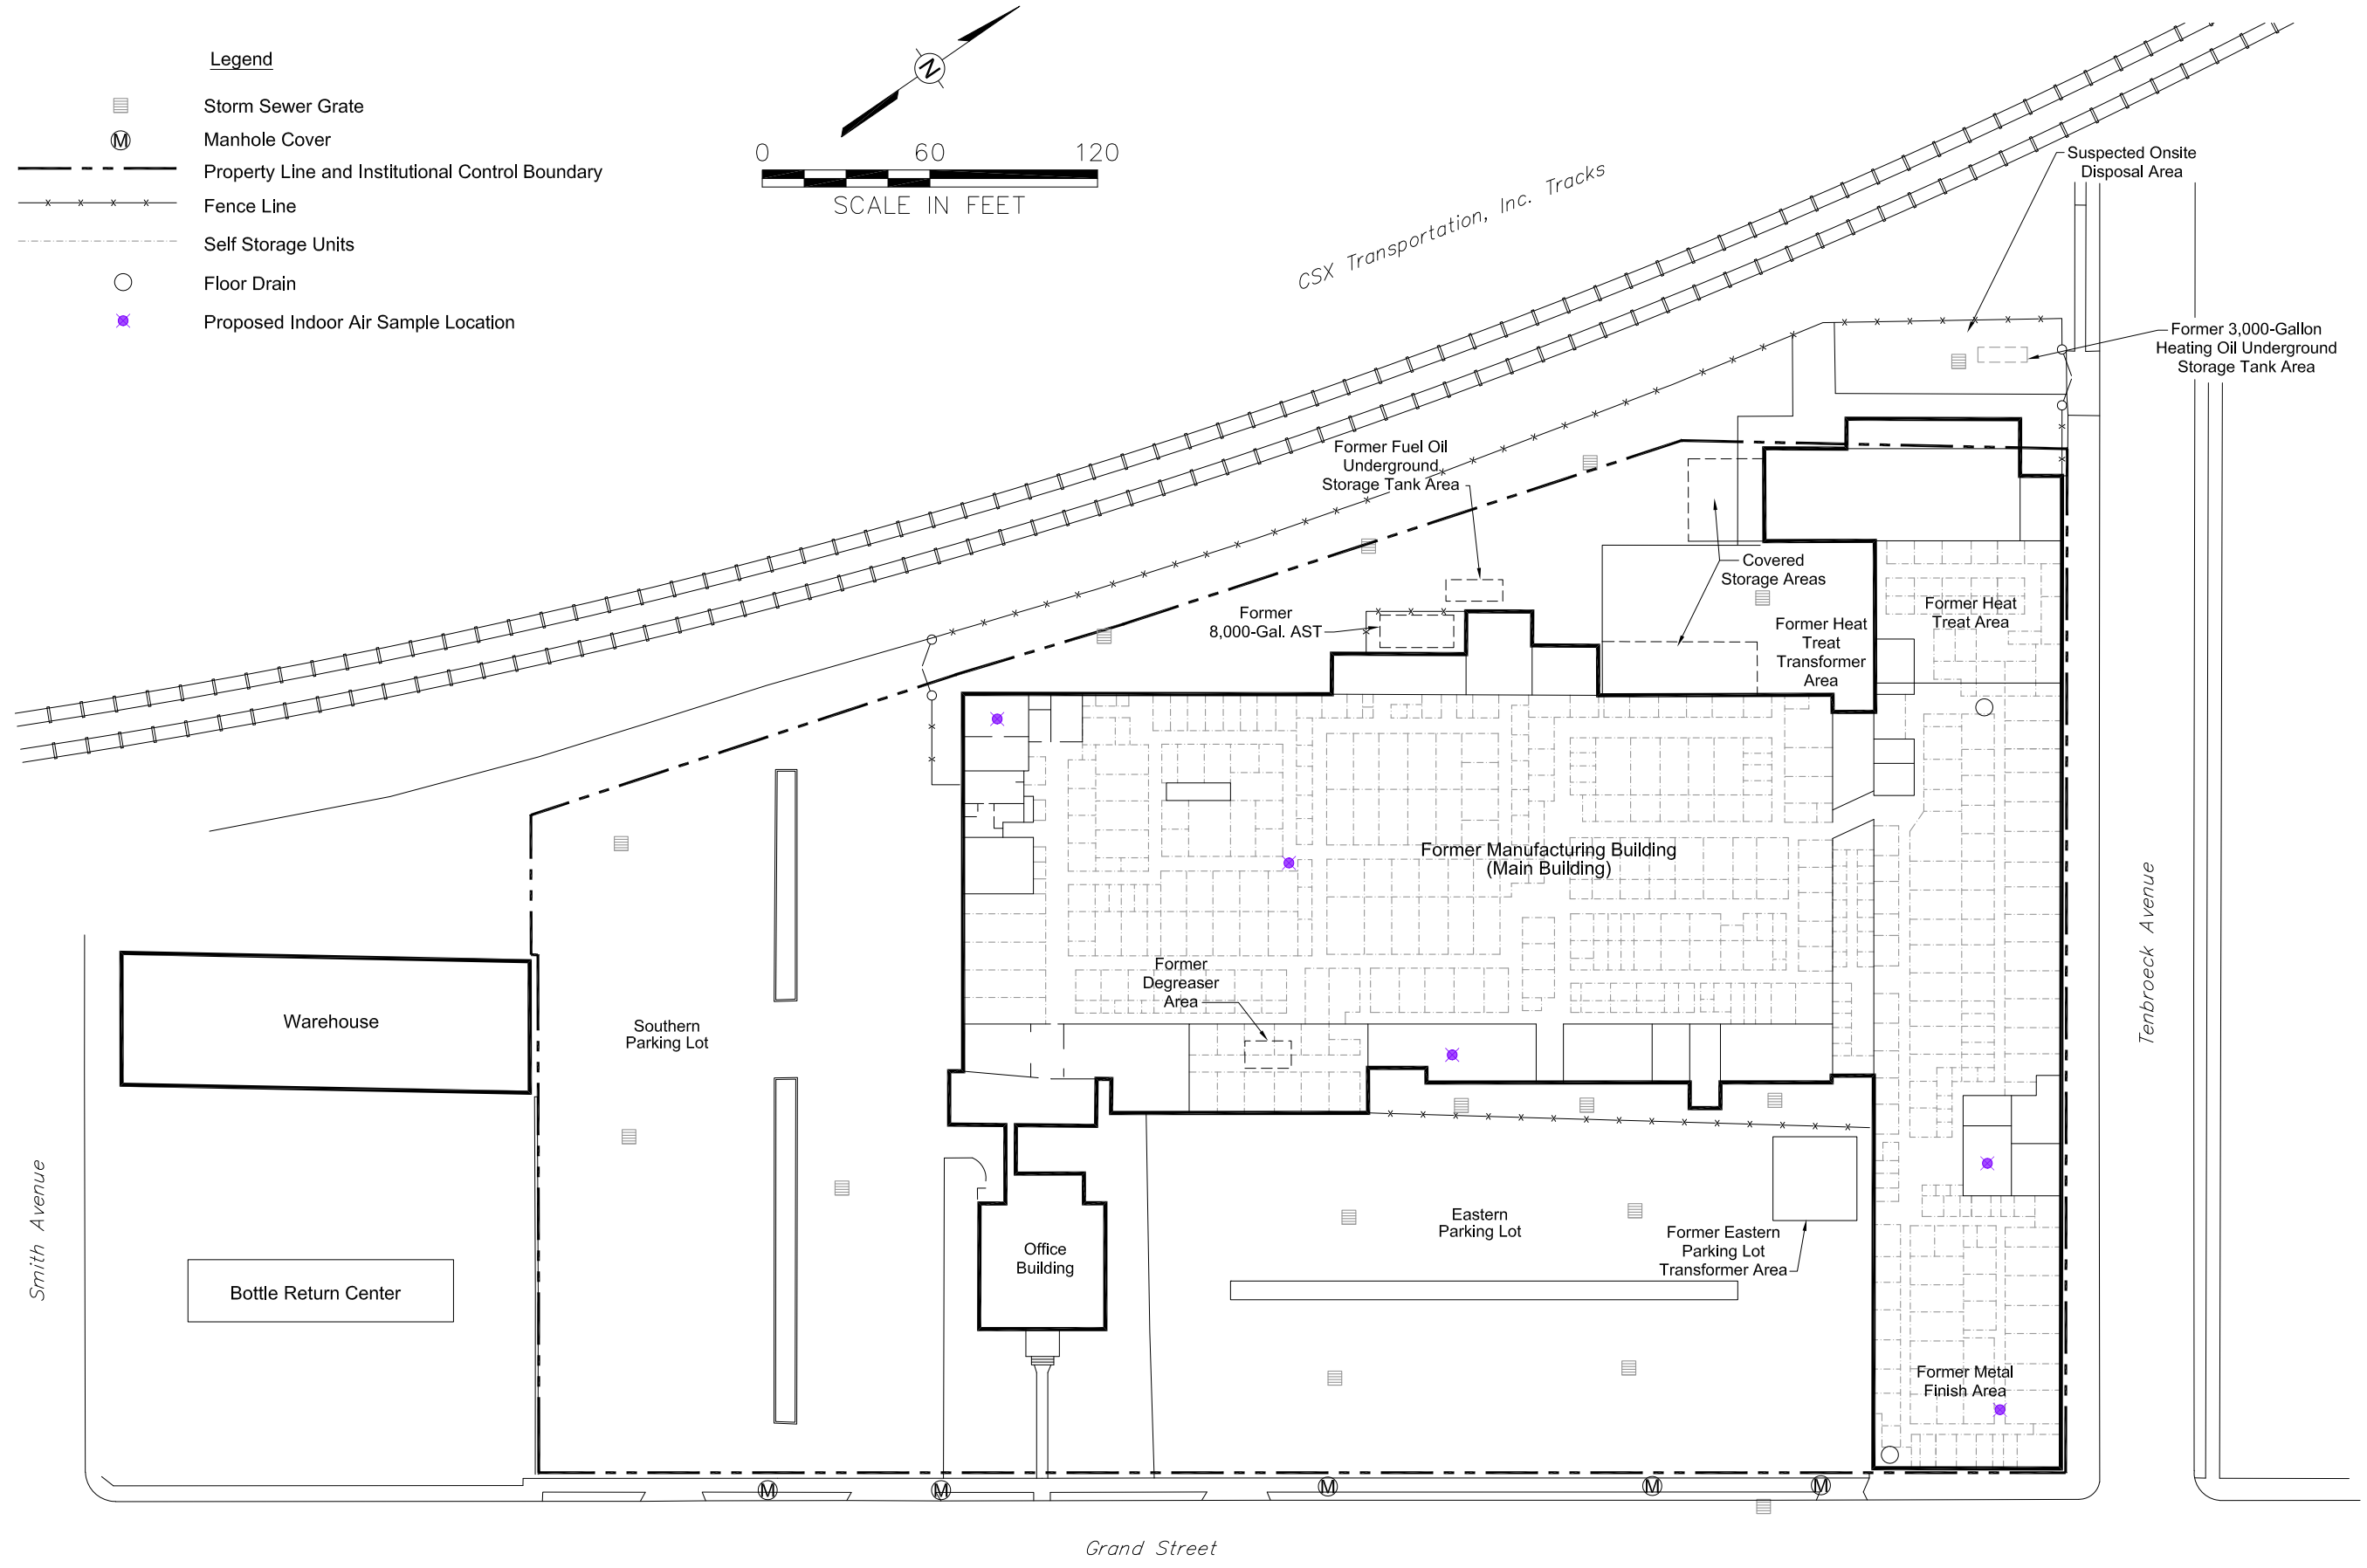 Legend
Storm Sewer Grate
M
Manhole Cover
Property Line and Institutional Control Boundary
Fence Line
Self Storage Units
Floor Drain
Proposed Indoor Air Sample Location
N
0 60 120
SCALE IN FEET
CSX Transportation, Inc. Tracks
Suspected Onsite
Disposal Area
Former 3,000-Gallon
Heating Oil Underground
Storage Tank Area
Former Fuel Oil
Underground
Storage Tank Area
Covered
Storage Areas
Former
8,000-Gal. AST
Former Heat
Treat
Transformer
Area
Former Heat
Treat Area
Former Manufacturing Building
(Main Building)
Former
Degreaser
Area
Warehouse
Southern
Parking Lot
Tenbroeck Avenue
Smith Avenue
Bottle Return Center
Office
Building
Eastern
Parking Lot
Former Eastern
Parking Lot
Transformer Area
Former Metal
Finish Area
M M M M M
Grand Street